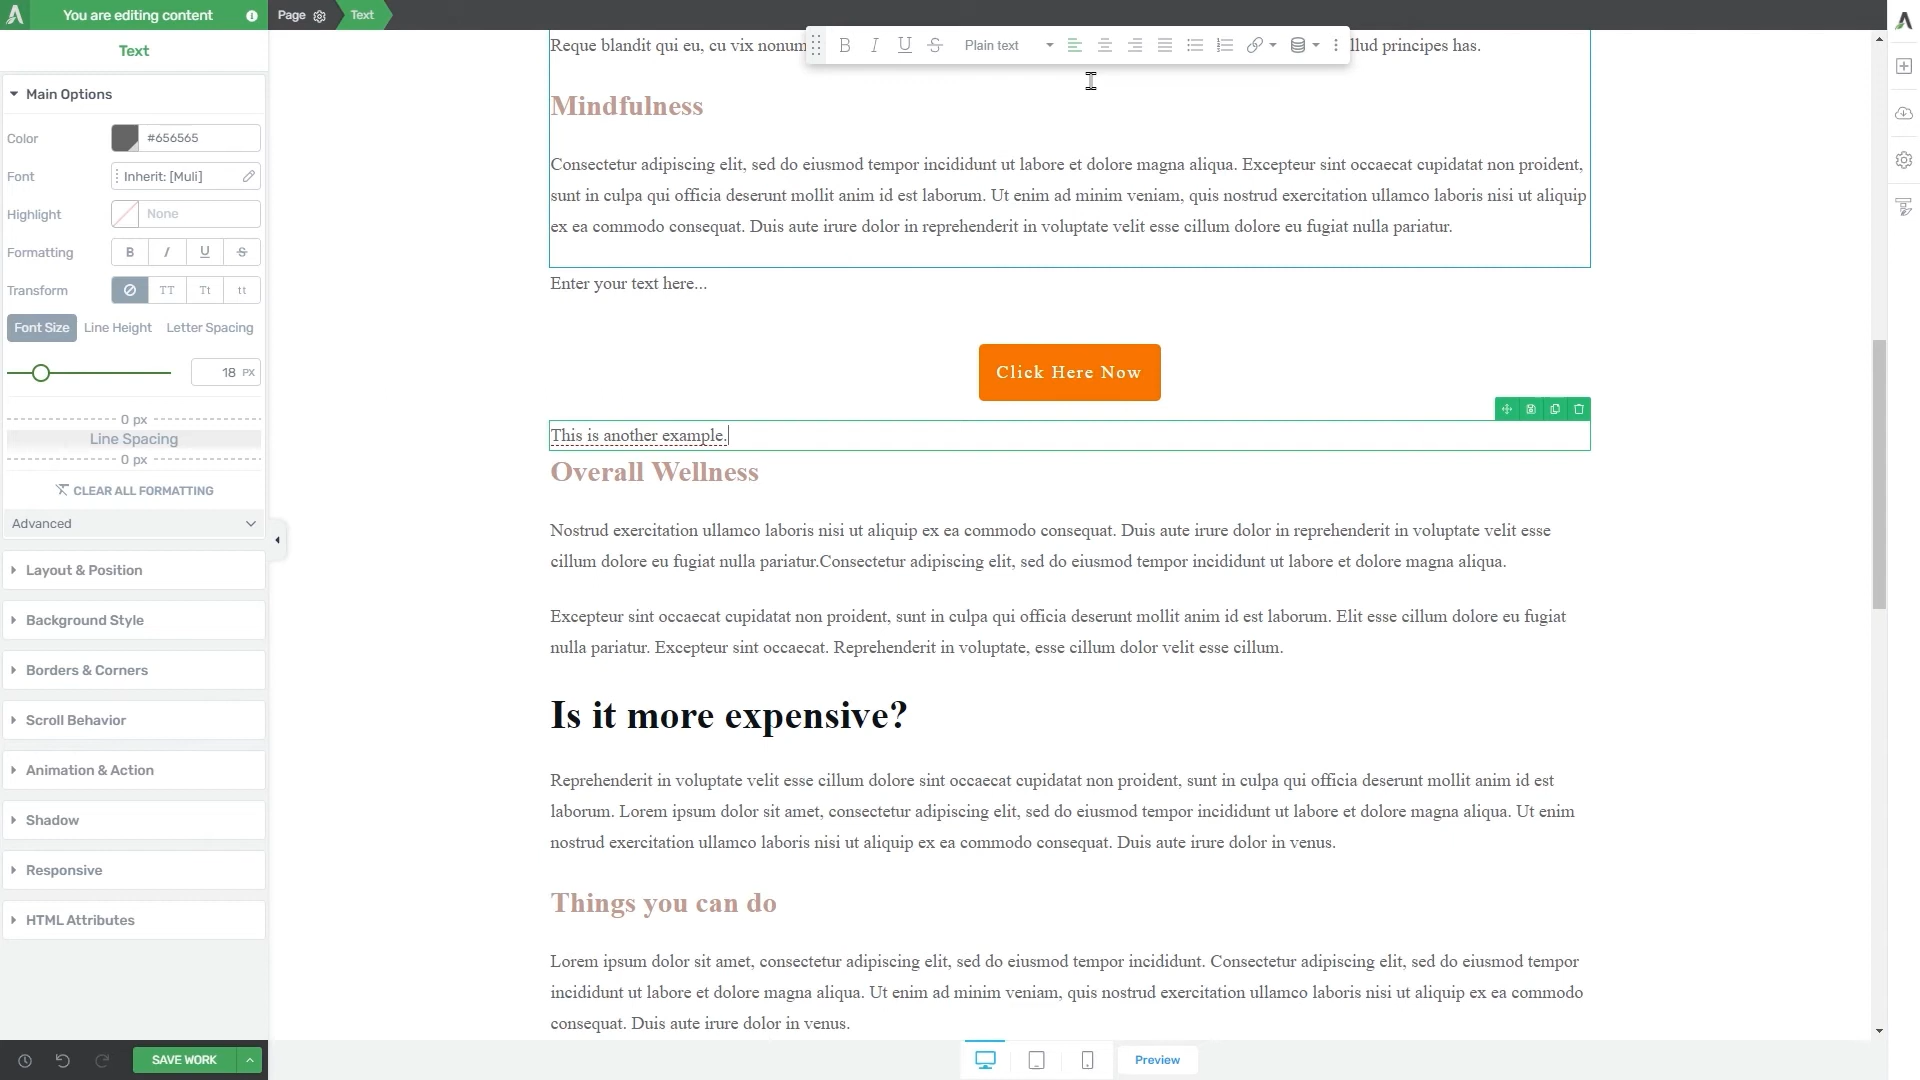 You are editing content
Page
Text
Text
Main Options
Color
#656565
Font
Inherit: [Muli]
Highlight
None
Formatting
B I U S
Transform
TT Tt tt
Font Size Line Height Letter Spacing
18 PX
0 px
Line Spacing
0 px
CLEAR ALL FORMATTING
Advanced
Layout & Position
Background Style
Borders & Corners
Scroll Behavior
Animation & Action
Shadow
Responsive
HTML Attributes
SAVE WORK
B I U S Plain text
Reque blandit qui eu, cu vix nonum
llud principes has.
Mindfulness
Consectetur adipiscing elit, sed do eiusmod tempor incididunt ut labore et dolore magna aliqua. Excepteur sint occaecat cupidatat non proident,
sunt in culpa qui officia deserunt mollit anim id est laborum. Ut enim ad minim veniam, quis nostrud exercitation ullamco laboris nisi ut aliquip
ex ea commodo consequat. Duis aute irure dolor in reprehenderit in voluptate velit esse cillum dolore eu fugiat nulla pariatur.
Enter your text here...
Click Here Now
This is another example.
Overall Wellness
Nostrud exercitation ullamco laboris nisi ut aliquip ex ea commodo consequat. Duis aute irure dolor in reprehenderit in voluptate velit esse
cillum dolore eu fugiat nulla pariatur.Consectetur adipiscing elit, sed do eiusmod tempor incididunt ut labore et dolore magna aliqua.
Excepteur sint occaecat cupidatat non proident, sunt in culpa qui officia deserunt mollit anim id est laborum. Elit esse cillum dolore eu fugiat
nulla pariatur. Excepteur sint occaecat. Reprehenderit in voluptate, esse cillum dolor velit esse cillum.
Is it more expensive?
Reprehenderit in voluptate velit esse cillum dolore sint occaecat cupidatat non proident, sunt in culpa qui officia deserunt mollit anim id est
laborum. Lorem ipsum dolor sit amet, consectetur adipiscing elit, sed do eiusmod tempor incididunt ut labore et dolore magna aliqua. Ut enim
nostrud exercitation ullamco laboris nisi ut aliquip ex ea commodo consequat. Duis aute irure dolor in venus.
Things you can do
Lorem ipsum dolor sit amet, consectetur adipiscing elit, sed do eiusmod tempor incididunt. Consectetur adipiscing elit, sed do eiusmod tempor
incididunt ut labore et dolore magna aliqua. Ut enim ad minim veniam, quis nostrud exercitation ullamco laboris nisi ut aliquip ex ea commodo
consequat. Duis aute irure dolor in venus.
Preview